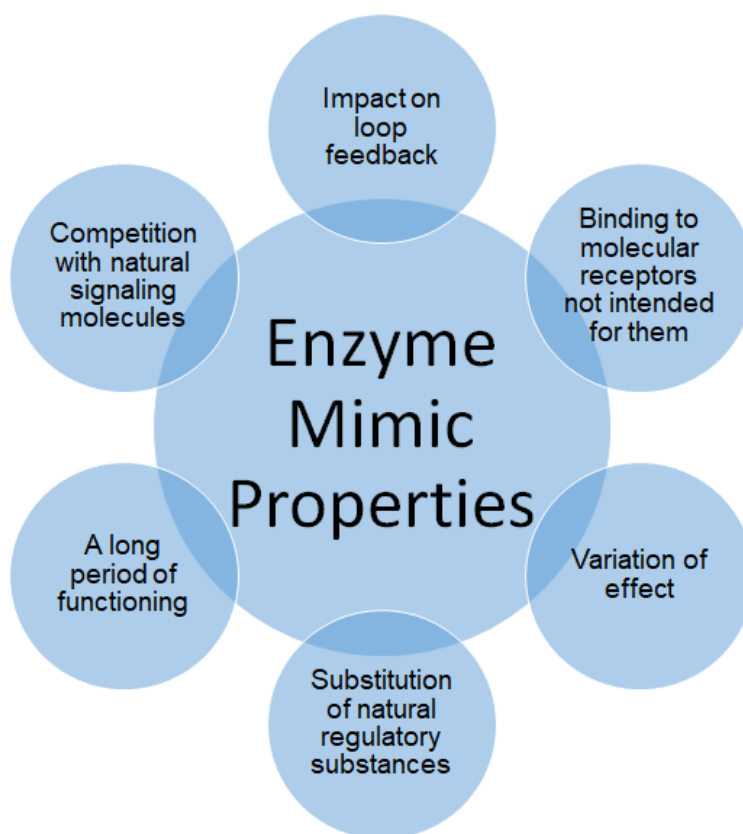 Impact on
loop
feedback
Competition
with natural
signaling
molecules
Binding to
molecular
receptors
not intended
for them
Enzyme
Mimic
Properties
A long
period of
functioning
Variation of
effect
Substitution
of natural
regulatory
substances